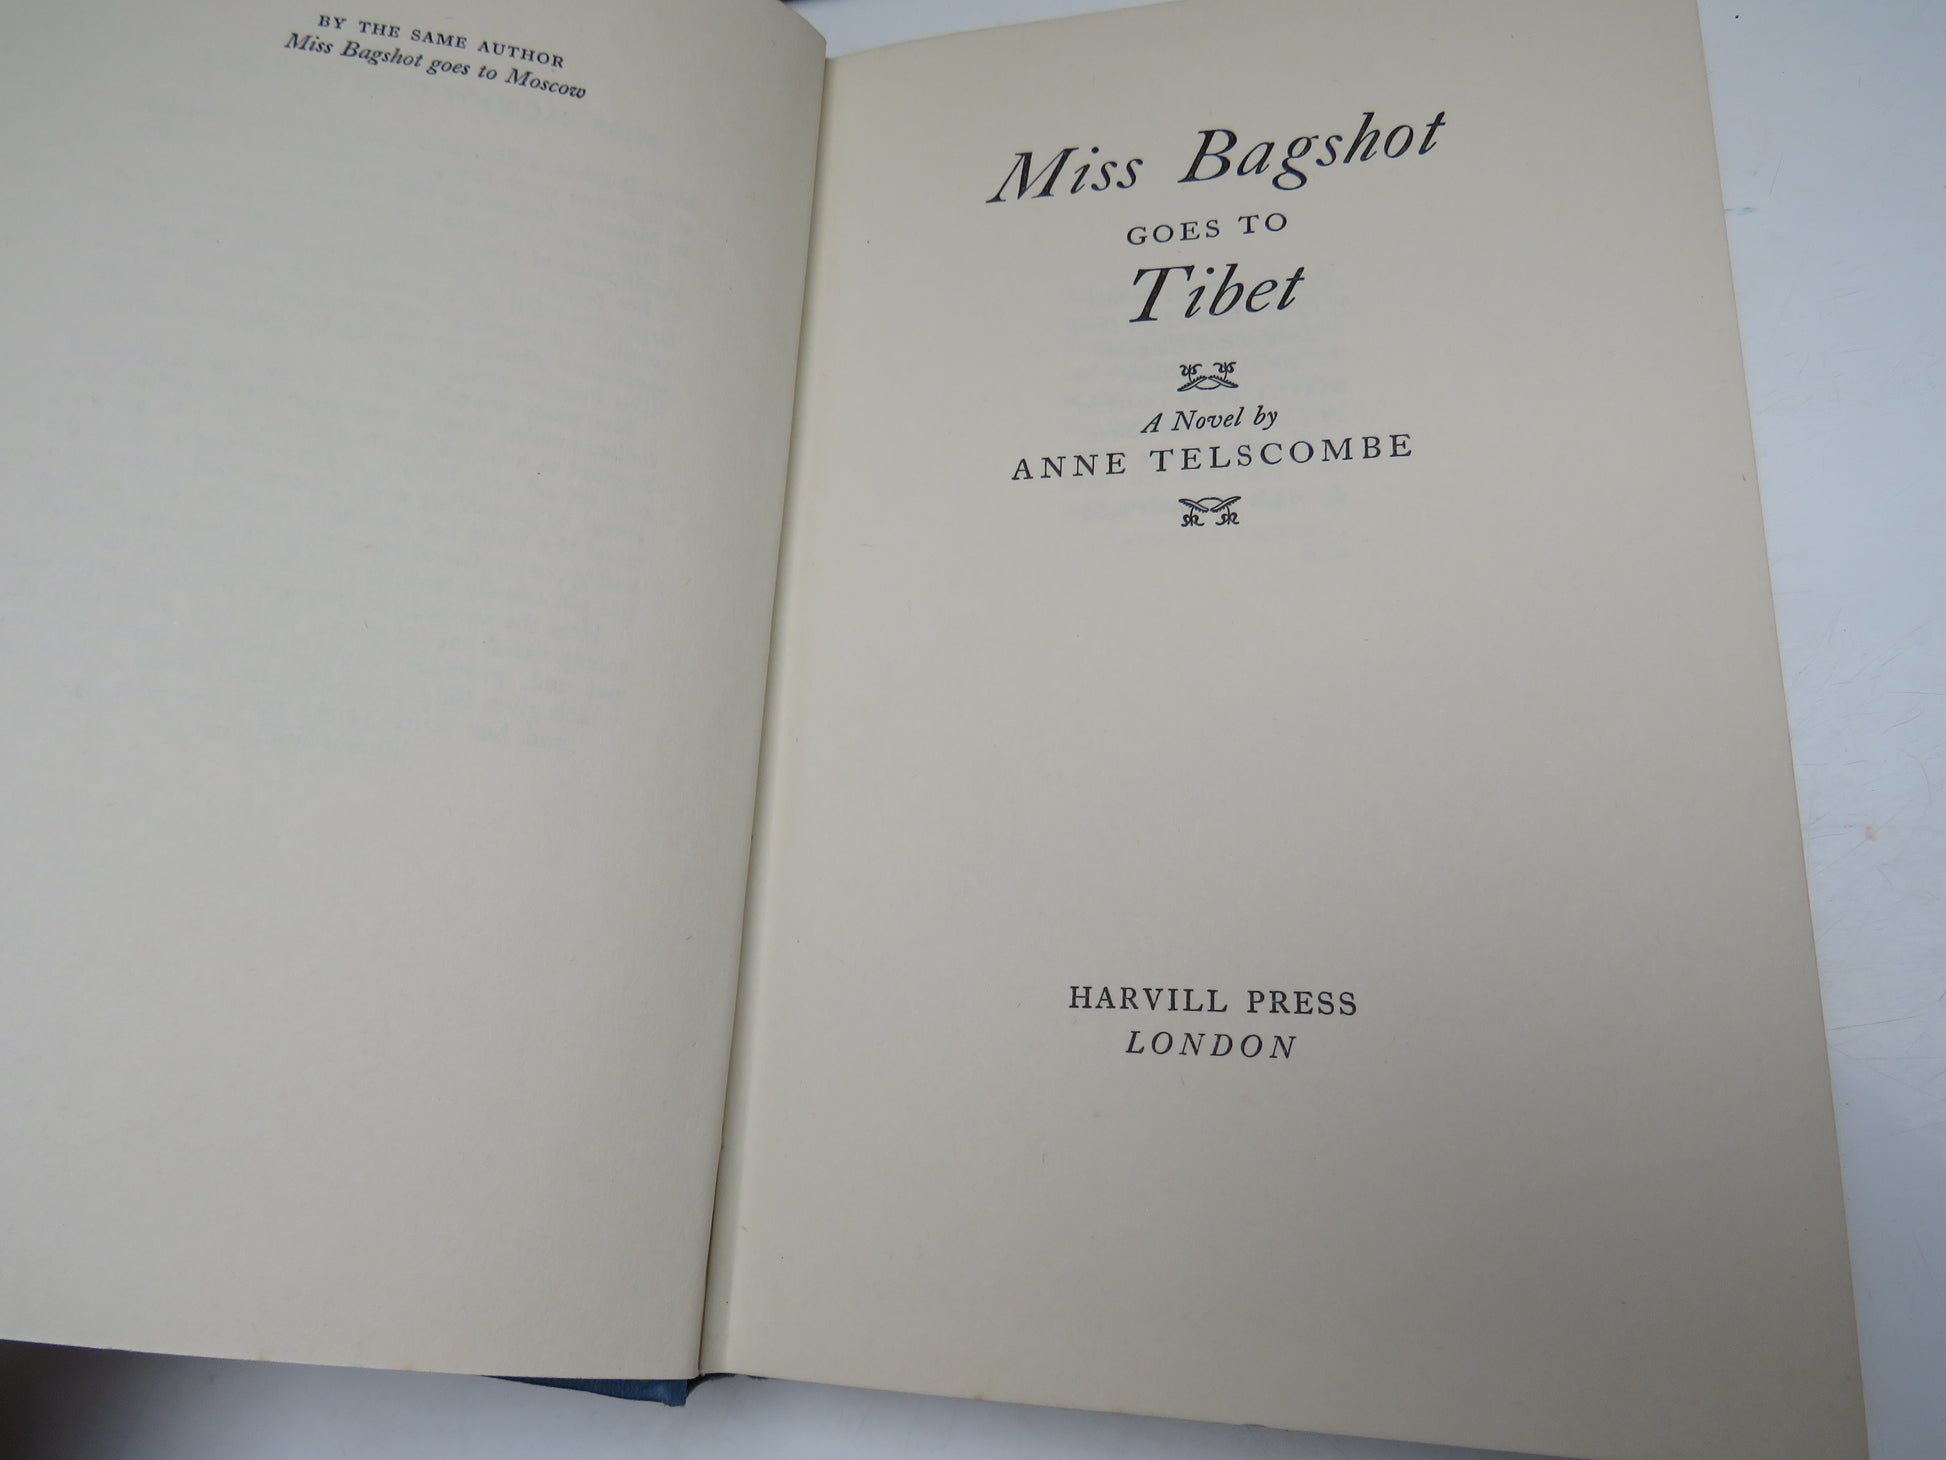 BY THE SAME AUTHOR
Miss Bagshot goes to Moscow
Miss Bagshot
GOES TO
Tibet
A Novel by
ANNE TELSCOMBE
HARVILL PRESS
LONDON